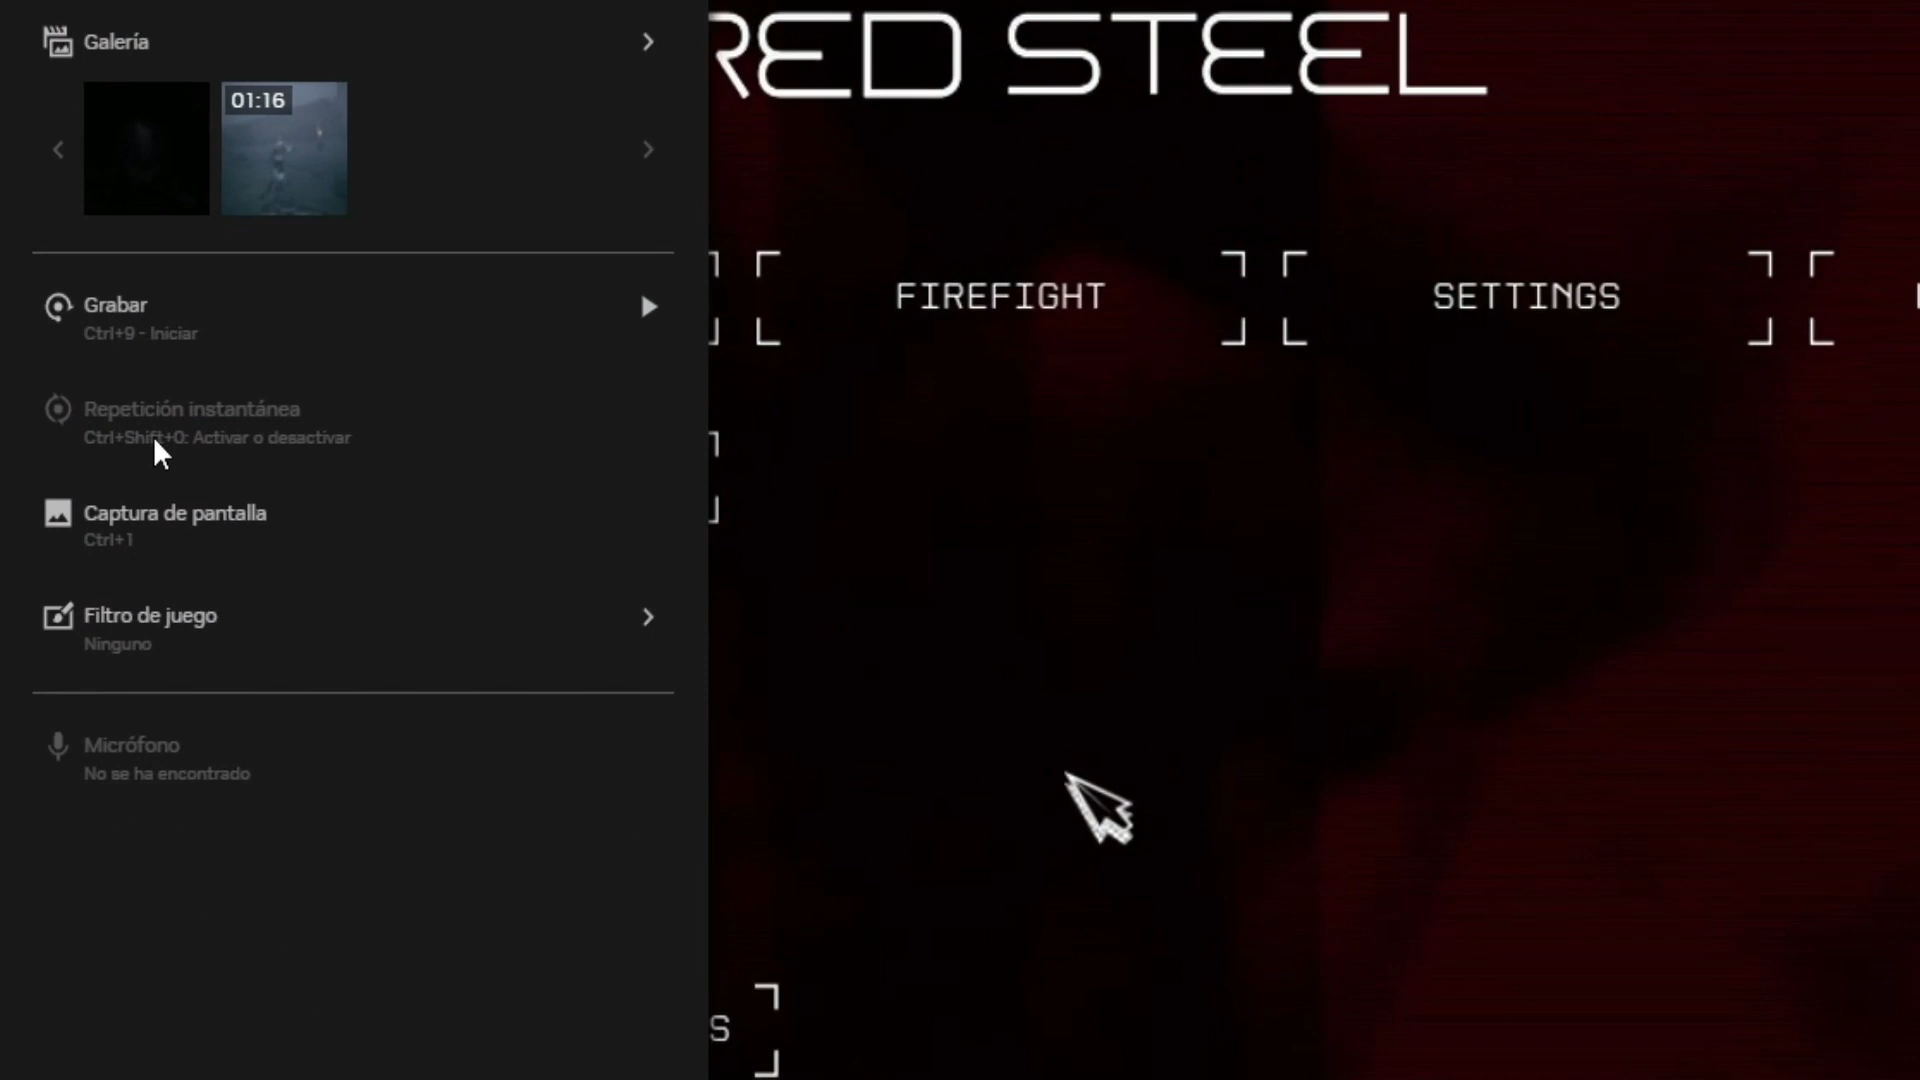 Galería
01:16
Grabar
Ctrl+9 - Iniciar
Repetición instantánea
Ctrl+Shift+0: Activar o desactivar
Captura de pantalla
Ctrl+1
Filtro de juego
Ninguno
Micrófono
No se ha encontrado
RED STEEL
FIREFIGHT
SETTINGS
S